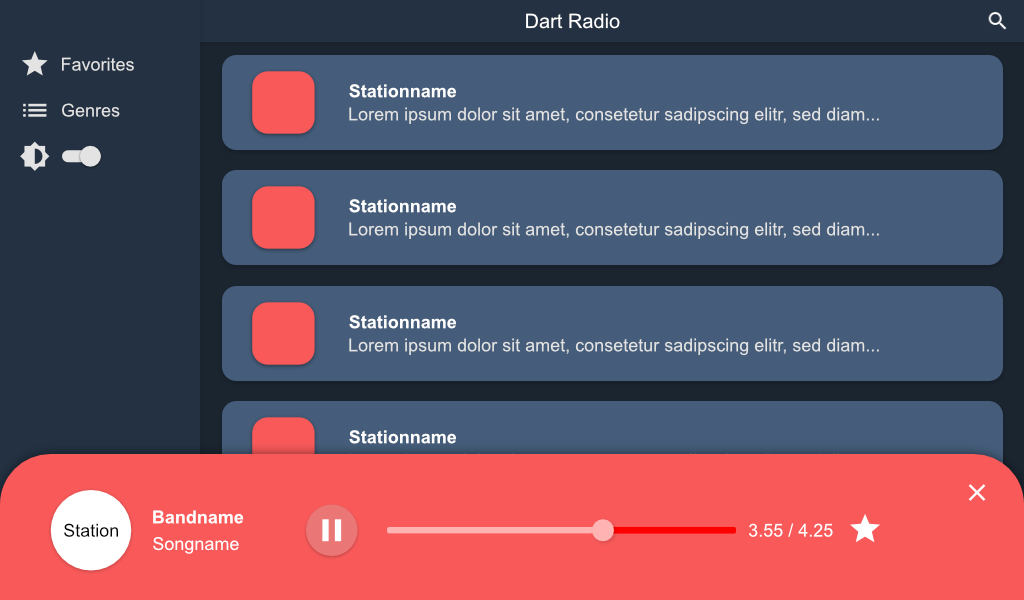 Dart Radio
Favorites
Genres
Stationname
Lorem ipsum dolor sit amet, consetetur sadipscing elitr, sed diam...
Stationname
Lorem ipsum dolor sit amet, consetetur sadipscing elitr, sed diam...
Stationname
Lorem ipsum dolor sit amet, consetetur sadipscing elitr, sed diam...
Stationname
Station
Bandname
Songname
3.55 / 4.25